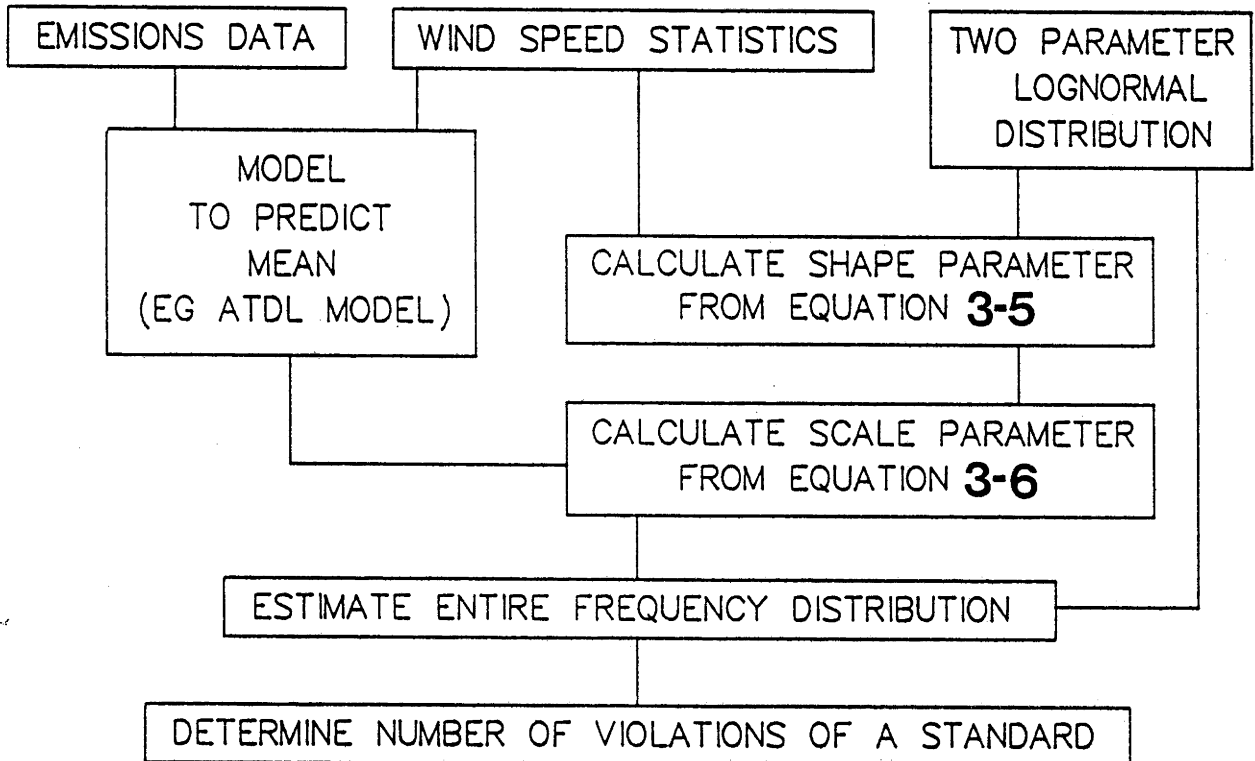 EMISSIONS DATA
WIND SPEED STATISTICS
TWO PARAMETER
LOGNORMAL
DISTRIBUTION
MODEL
TO PREDICT
MEAN
(EG ATDL MODEL)
CALCULATE SHAPE PARAMETER
FROM EQUATION 3-5
CALCULATE SCALE PARAMETER
FROM EQUATION 3-6
ESTIMATE ENTIRE FREQUENCY DISTRIBUTION
DETERMINE NUMBER OF VIOLATIONS OF A STANDARD